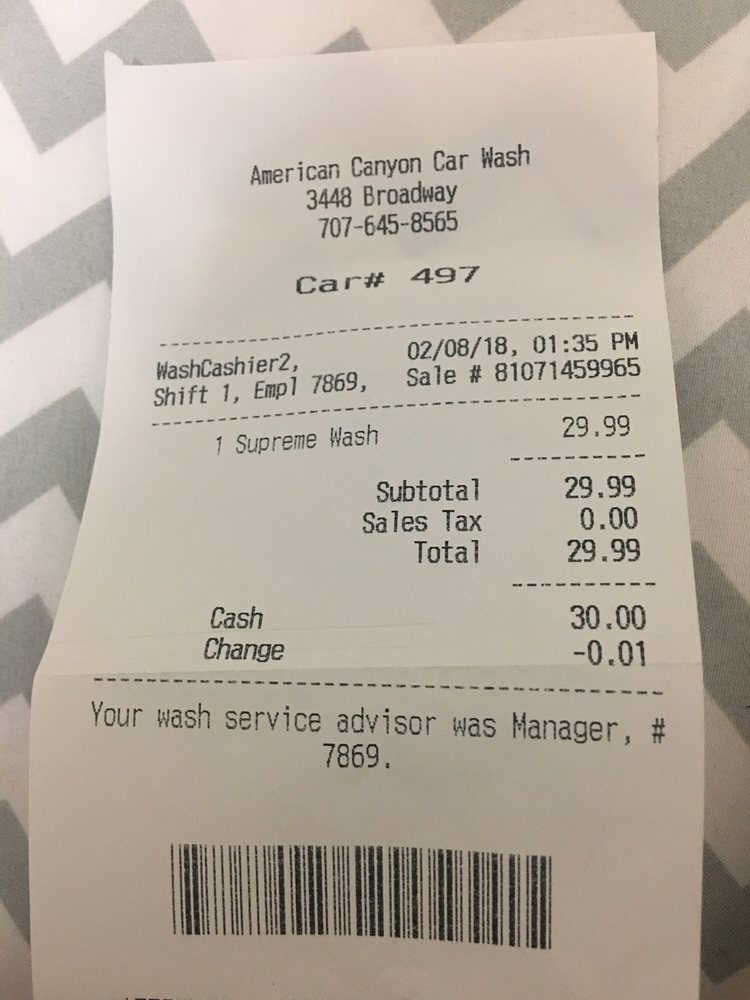 American Canyon Car Wash
3448 Broadway
707-645-8565
Car# 497
WashCashier2, 02/08/18, 01:35 PM
Shift 1, Empl 7869, Sale # 81071459965
1 Supreme Wash 29.99
Subtotal 29.99
Sales Tax 0.00
Total 29.99
Cash 30.00
Change -0.01
Your wash service advisor was Manager, #
7869.